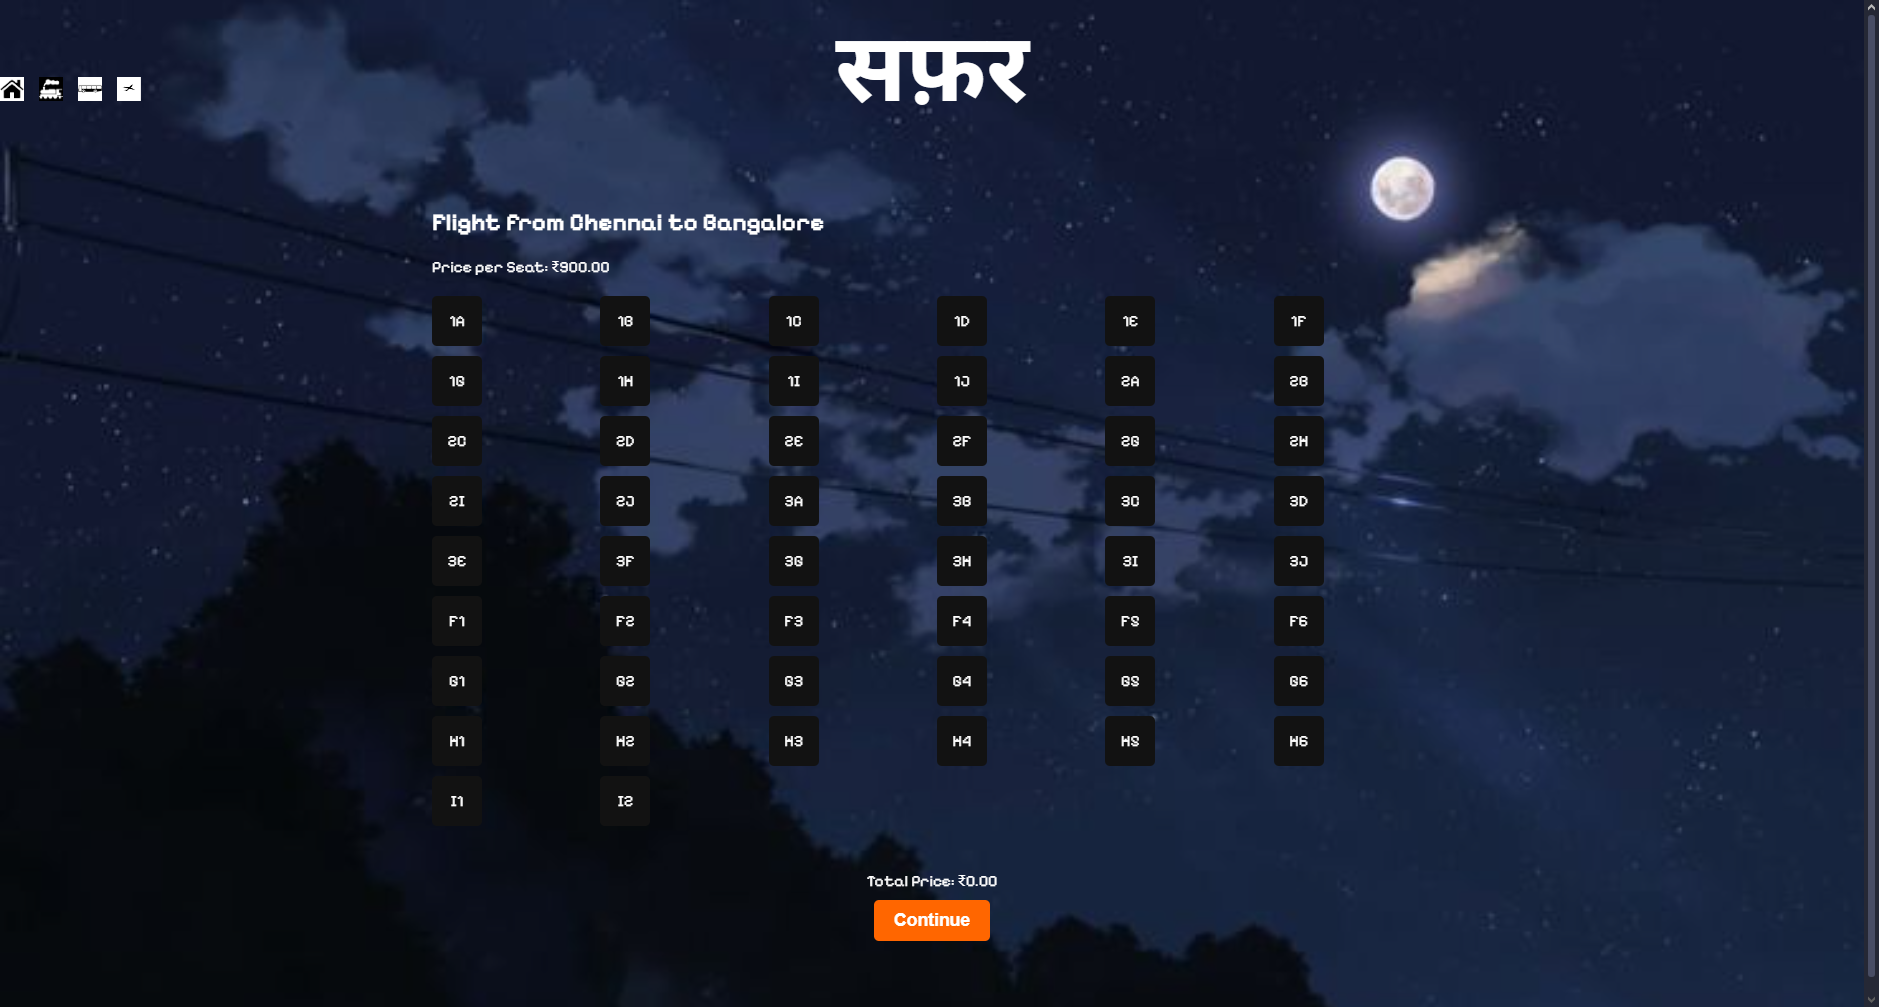 सफ़र
Flight from Chennai to Bangalore
Price per Seat: ₹900.00
1A 1B 1C 1D 1E 1F
1G 1H 1I 1J 2A 2B
2C 2D 2E 2F 2G 2H
2I 2J 3A 3B 3C 3D
3E 3F 3G 3H 3I 3J
F1 F2 F3 F4 F5 F6
G1 G2 G3 G4 G5 G6
H1 H2 H3 H4 H5 H6
I1 I2
Total Price: ₹0.00
Continue